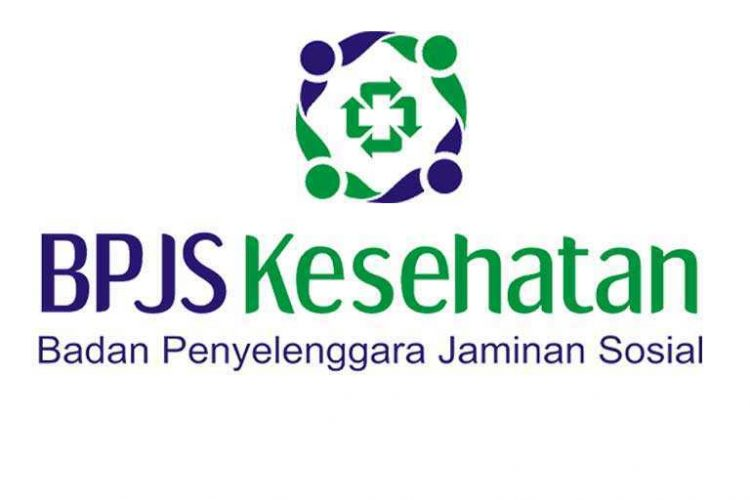 BPJS Kesehatan
Badan Penyelenggara Jaminan Sosial